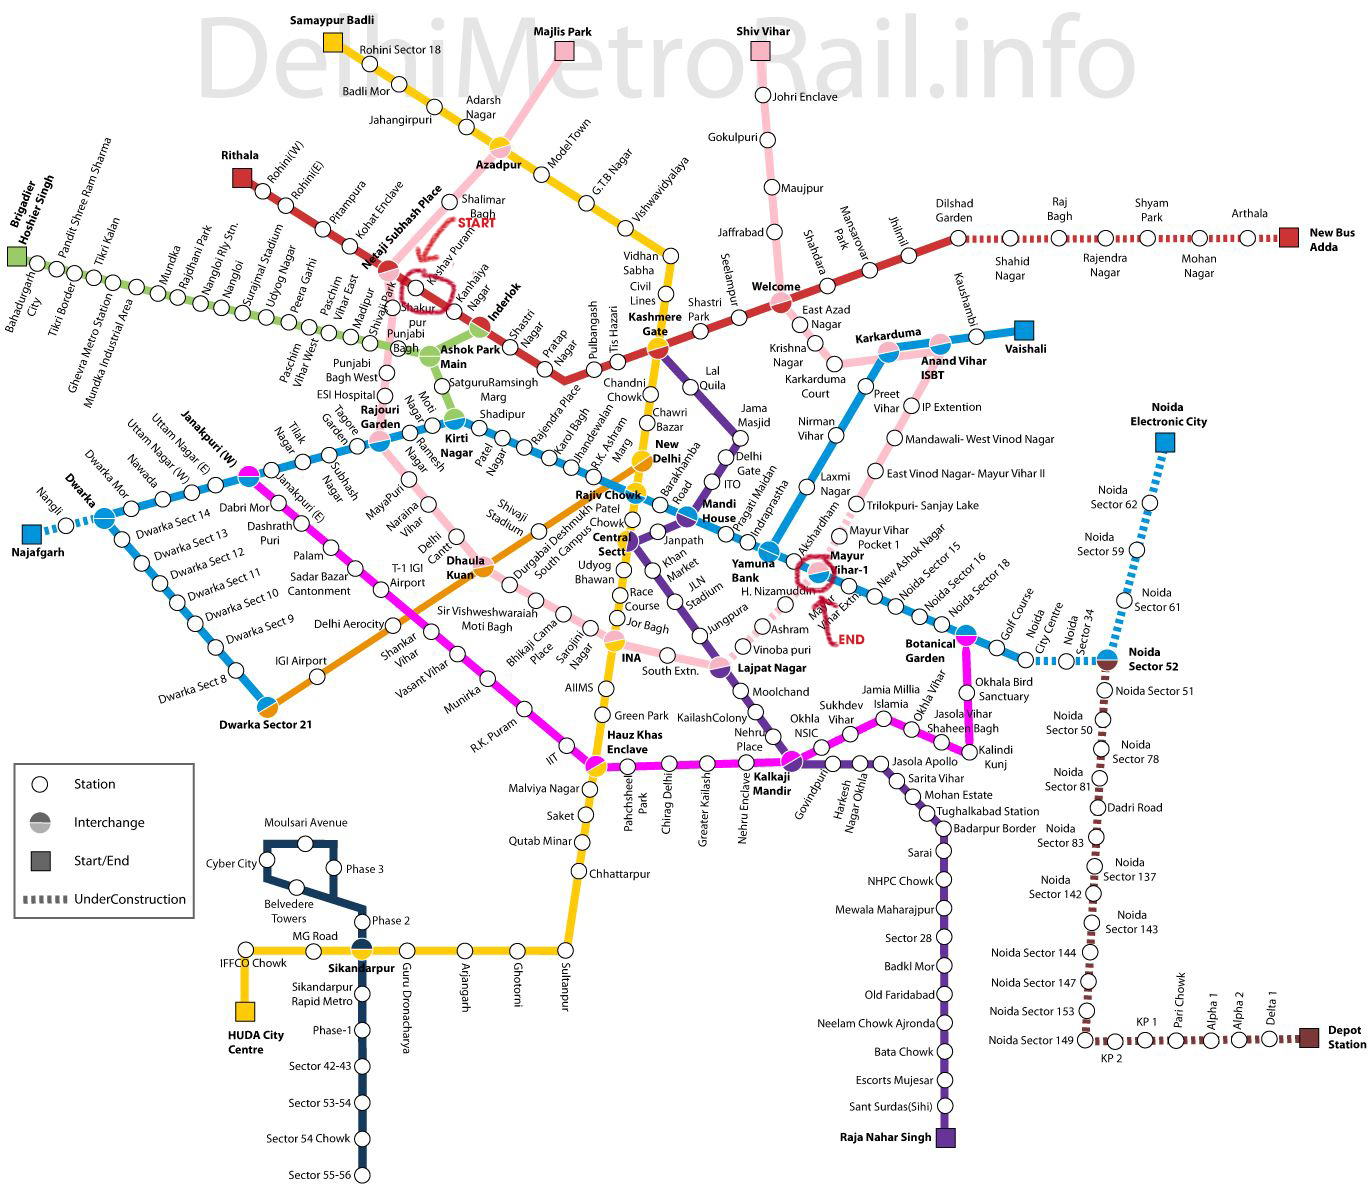 DelhiMetroRail.info
Samaypur Badli
Rohini Sector 18
Badli Mor
Jahangirpuri
Adarsh
Nagar
Azadpur
Model Town
G.T.B Nagar
Vishwavidyalaya
Vidhan
Sabha
Civil
Lines
Kashmere
Gate
Majlis Park
Shalimar
Bagh
START
Shiv Vihar
Johri Enclave
Gokulpuri
Maujpur
Jaffrabad
Welcome
East Azad
Nagar
Krishna
Nagar
Karkarduma
Court
Karkarduma
Anand Vihar
ISBT
Kaushambi
Vaishali
Rithala
Rohini(W)
Rohini(E)
Pitampura
Kohat Enclave
Netaji Subhash Place
Keshav Puram
Kanhaiya
Nagar
Inderlok
Shastri
Nagar
Pratap
Nagar
Pulbangash
Tis Hazari
Shastri
Park
Seelampur
Shahdara
Mansarovar
Park
Jhilmil
Dilshad
Garden
Shahid
Nagar
Raj
Bagh
Rajendra
Nagar
Shyam
Park
Mohan
Nagar
Arthala
New Bus
Adda
Brigadier
Hoshier Singh
Bahadurgarh
City
Pandit Shree Ram Sharma
Tikri Border
Tikri Kalan
Ghevra Metro Station
Mundka Industrial Area
Mundka
Rajdhani Park
Nangloi Rly Stn.
Nangloi
Surajmal Stadium
Udyog Nagar
Peera Garhi
Paschim
Vihar West
Paschim
Vihar East
Madipur
Shivaji Park
Shakur
pur
Punjabi
Bagh
Ashok Park
Main
SatguruRamsingh
Marg
Punjabi
Bagh West
ESI Hospital
Rajouri
Garden
Moti
Nagar
Kirti
Nagar
Ramesh
Nagar
Tagore
Garden
Subhash
Nagar
Tilak
Nagar
Janakpuri (E)
Janakpuri (W)
Uttam Nagar (E)
Uttam Nagar (W)
Nawada
Dwarka Mor
Dwarka
Nangli
Najafgarh
Dwarka Sect 14
Dwarka Sect 13
Dwarka Sect 12
Dwarka Sect 11
Dwarka Sect 10
Dwarka Sect 9
Dwarka Sect 8
Dwarka Sector 21
IGI Airport
Delhi Aerocity
Dhaula
Kuan
Shivaji
Stadium
New
Delhi
Shadipur
Patel
Nagar
Rajendra Place
Karol Bagh
Jhandewalan
R.K. Ashram
Marg
Rajiv Chowk
Barakhamba
Road
Mandi
House
Pragati Maidan
Indraprastha
Yamuna
Bank
Akshardham
Mayur
Vihar-1
END
Mayur
Vihar Extn
New Ashok Nagar
Noida Sector 15
Noida Sector 16
Noida Sector 18
Botanical
Garden
Golf Course
Noida
City Centre
Noida
Sector 34
Noida
Sector 52
Noida
Sector 61
Noida
Sector 59
Noida
Sector 62
Noida
Electronic City
Laxmi
Nagar
Nirman
Vihar
Preet
Vihar
IP Extention
Mandawali- West Vinod Nagar
East Vinod Nagar- Mayur Vihar II
Trilokpuri- Sanjay Lake
Mayur Vihar
Pocket 1
H. Nizamuddin
Ashram
Vinoba puri
Lajpat Nagar
South Extn.
INA
Sarojini
Nagar
Bhikaji Cama
Place
Sir Vishweshwaraiah
Moti Bagh
Durgabai Deshmukh
South Campus
Delhi
Cantt
Naraina
Vihar
MayaPuri
Chandni
Chowk
Chawri
Bazar
Patel
Chowk
Central
Sectt
Udyog
Bhawan
Race
Course
Jor Bagh
AIIMS
Green Park
Hauz Khas
Enclave
Malviya Nagar
Saket
Qutab Minar
Chhattarpur
Sultanpur
Ghotorni
Arjangarh
Guru Dronacharya
Sikandarpur
MG Road
IFFCO Chowk
HUDA City
Centre
Lal
Quila
Jama
Masjid
Delhi
Gate
ITO
Janpath
Khan
Market
JLN
Stadium
Jungpura
Moolchand
KailashColony
Nehru
Place
Kalkaji
Mandir
Govindpuri
Harkesh
Nagar Okhla
Jasola Apollo
Sarita Vihar
Mohan Estate
Tughalkabad Station
Badarpur Border
Sarai
NHPC Chowk
Mewala Maharajpur
Sector 28
Badkl Mor
Old Faridabad
Neelam Chowk Ajronda
Bata Chowk
Escorts Mujesar
Sant Surdas(Sihi)
Raja Nahar Singh
Dabri Mor
Dashrath
Puri
Palam
Sadar Bazar
Cantonment
T-1 IGI
Airport
Shankar
Vihar
Vasant Vihar
Munirka
R.K. Puram
IIT
Pahchsheel
Park
Chirag Delhi
Greater Kailash
Nehru Enclave
Okhla
NSIC
Sukhdev
Vihar
Jamia Millia
Islamia
Okhla Vihar
Jasola Vihar
Shaheen Bagh
Kalindi
Kunj
Okhala Bird
Sanctuary
Noida Sector 51
Noida
Sector 50
Noida
Sector 78
Noida
Sector 81
Dadri Road
Noida
Sector 83
Noida
Sector 137
Noida
Sector 142
Noida
Sector 143
Noida Sector 144
Noida Sector 147
Noida Sector 153
Noida Sector 149
KP 2
KP 1
Pari Chowk
Alpha 1
Alpha 2
Delta 1
Depot
Station
Moulsari Avenue
Cyber City
Phase 3
Belvedere
Towers
Phase 2
Sikandarpur
Rapid Metro
Phase-1
Sector 42-43
Sector 53-54
Sector 54 Chowk
Sector 55-56
Station
Interchange
Start/End
UnderConstruction